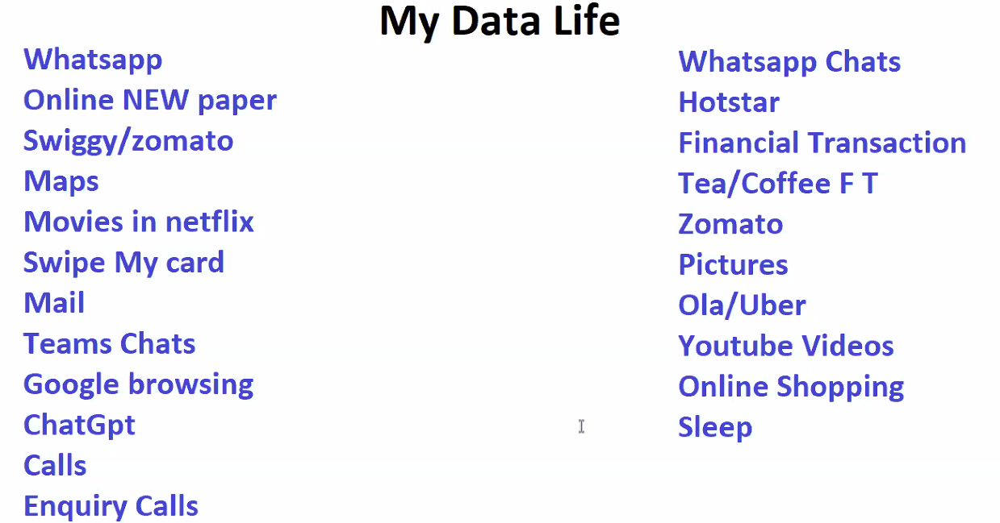 My Data Life
Whatsapp
Online NEW paper
Swiggy/zomato
Maps
Movies in netflix
Swipe My card
Mail
Teams Chats
Google browsing
ChatGpt
Calls
Enquiry Calls
Whatsapp Chats
Hotstar
Financial Transaction
Tea/Coffee F T
Zomato
Pictures
Ola/Uber
Youtube Videos
Online Shopping
Sleep